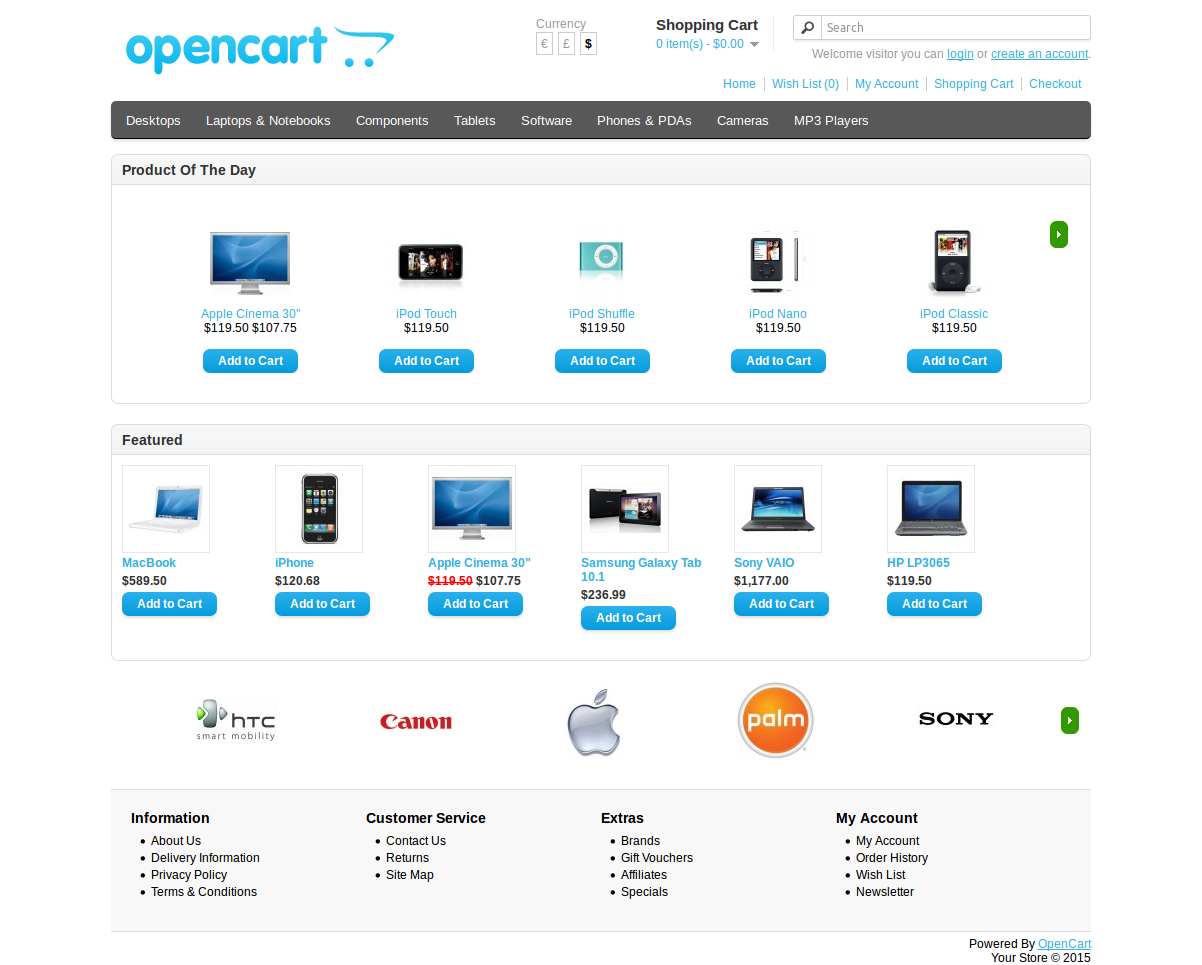 opencart
Currency
€ £ $
Shopping Cart
0 item(s) - $0.00
Search
Welcome visitor you can login or create an account.
Home Wish List (0) My Account Shopping Cart Checkout
Desktops Laptops & Notebooks Components Tablets Software Phones & PDAs Cameras MP3 Players
Product Of The Day
Apple Cinema 30" iPod Touch iPod Shuffle iPod Nano iPod Classic
$119.50 $107.75 $119.50 $119.50 $119.50 $119.50
Add to Cart Add to Cart Add to Cart Add to Cart Add to Cart
Featured
MacBook
$589.50
Add to Cart
iPhone
$120.68
Add to Cart
Apple Cinema 30"
$119.50 $107.75
Add to Cart
Samsung Galaxy Tab
10.1
$236.99
Add to Cart
Sony VAIO
$1,177.00
Add to Cart
HP LP3065
$119.50
Add to Cart
hTC
smart mobility
Canon
palm
SONY
Information
About Us
Delivery Information
Privacy Policy
Terms & Conditions
Customer Service
Contact Us
Returns
Site Map
Extras
Brands
Gift Vouchers
Affiliates
Specials
My Account
My Account
Order History
Wish List
Newsletter
Powered By OpenCart
Your Store © 2015